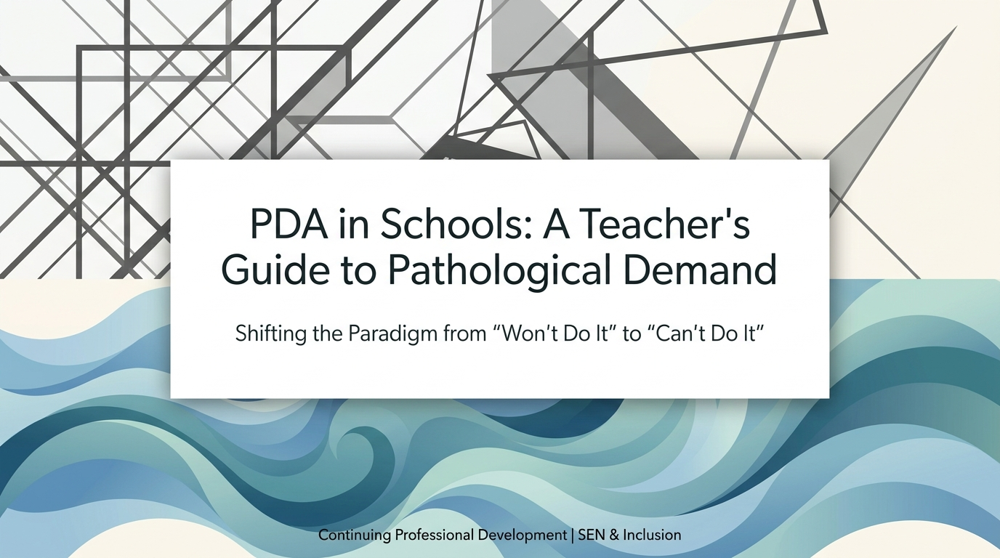 PDA in Schools: A Teacher's
Guide to Pathological Demand
Shifting the Paradigm from “Won’t Do It” to “Can’t Do It”
Continuing Professional Development | SEN & Inclusion